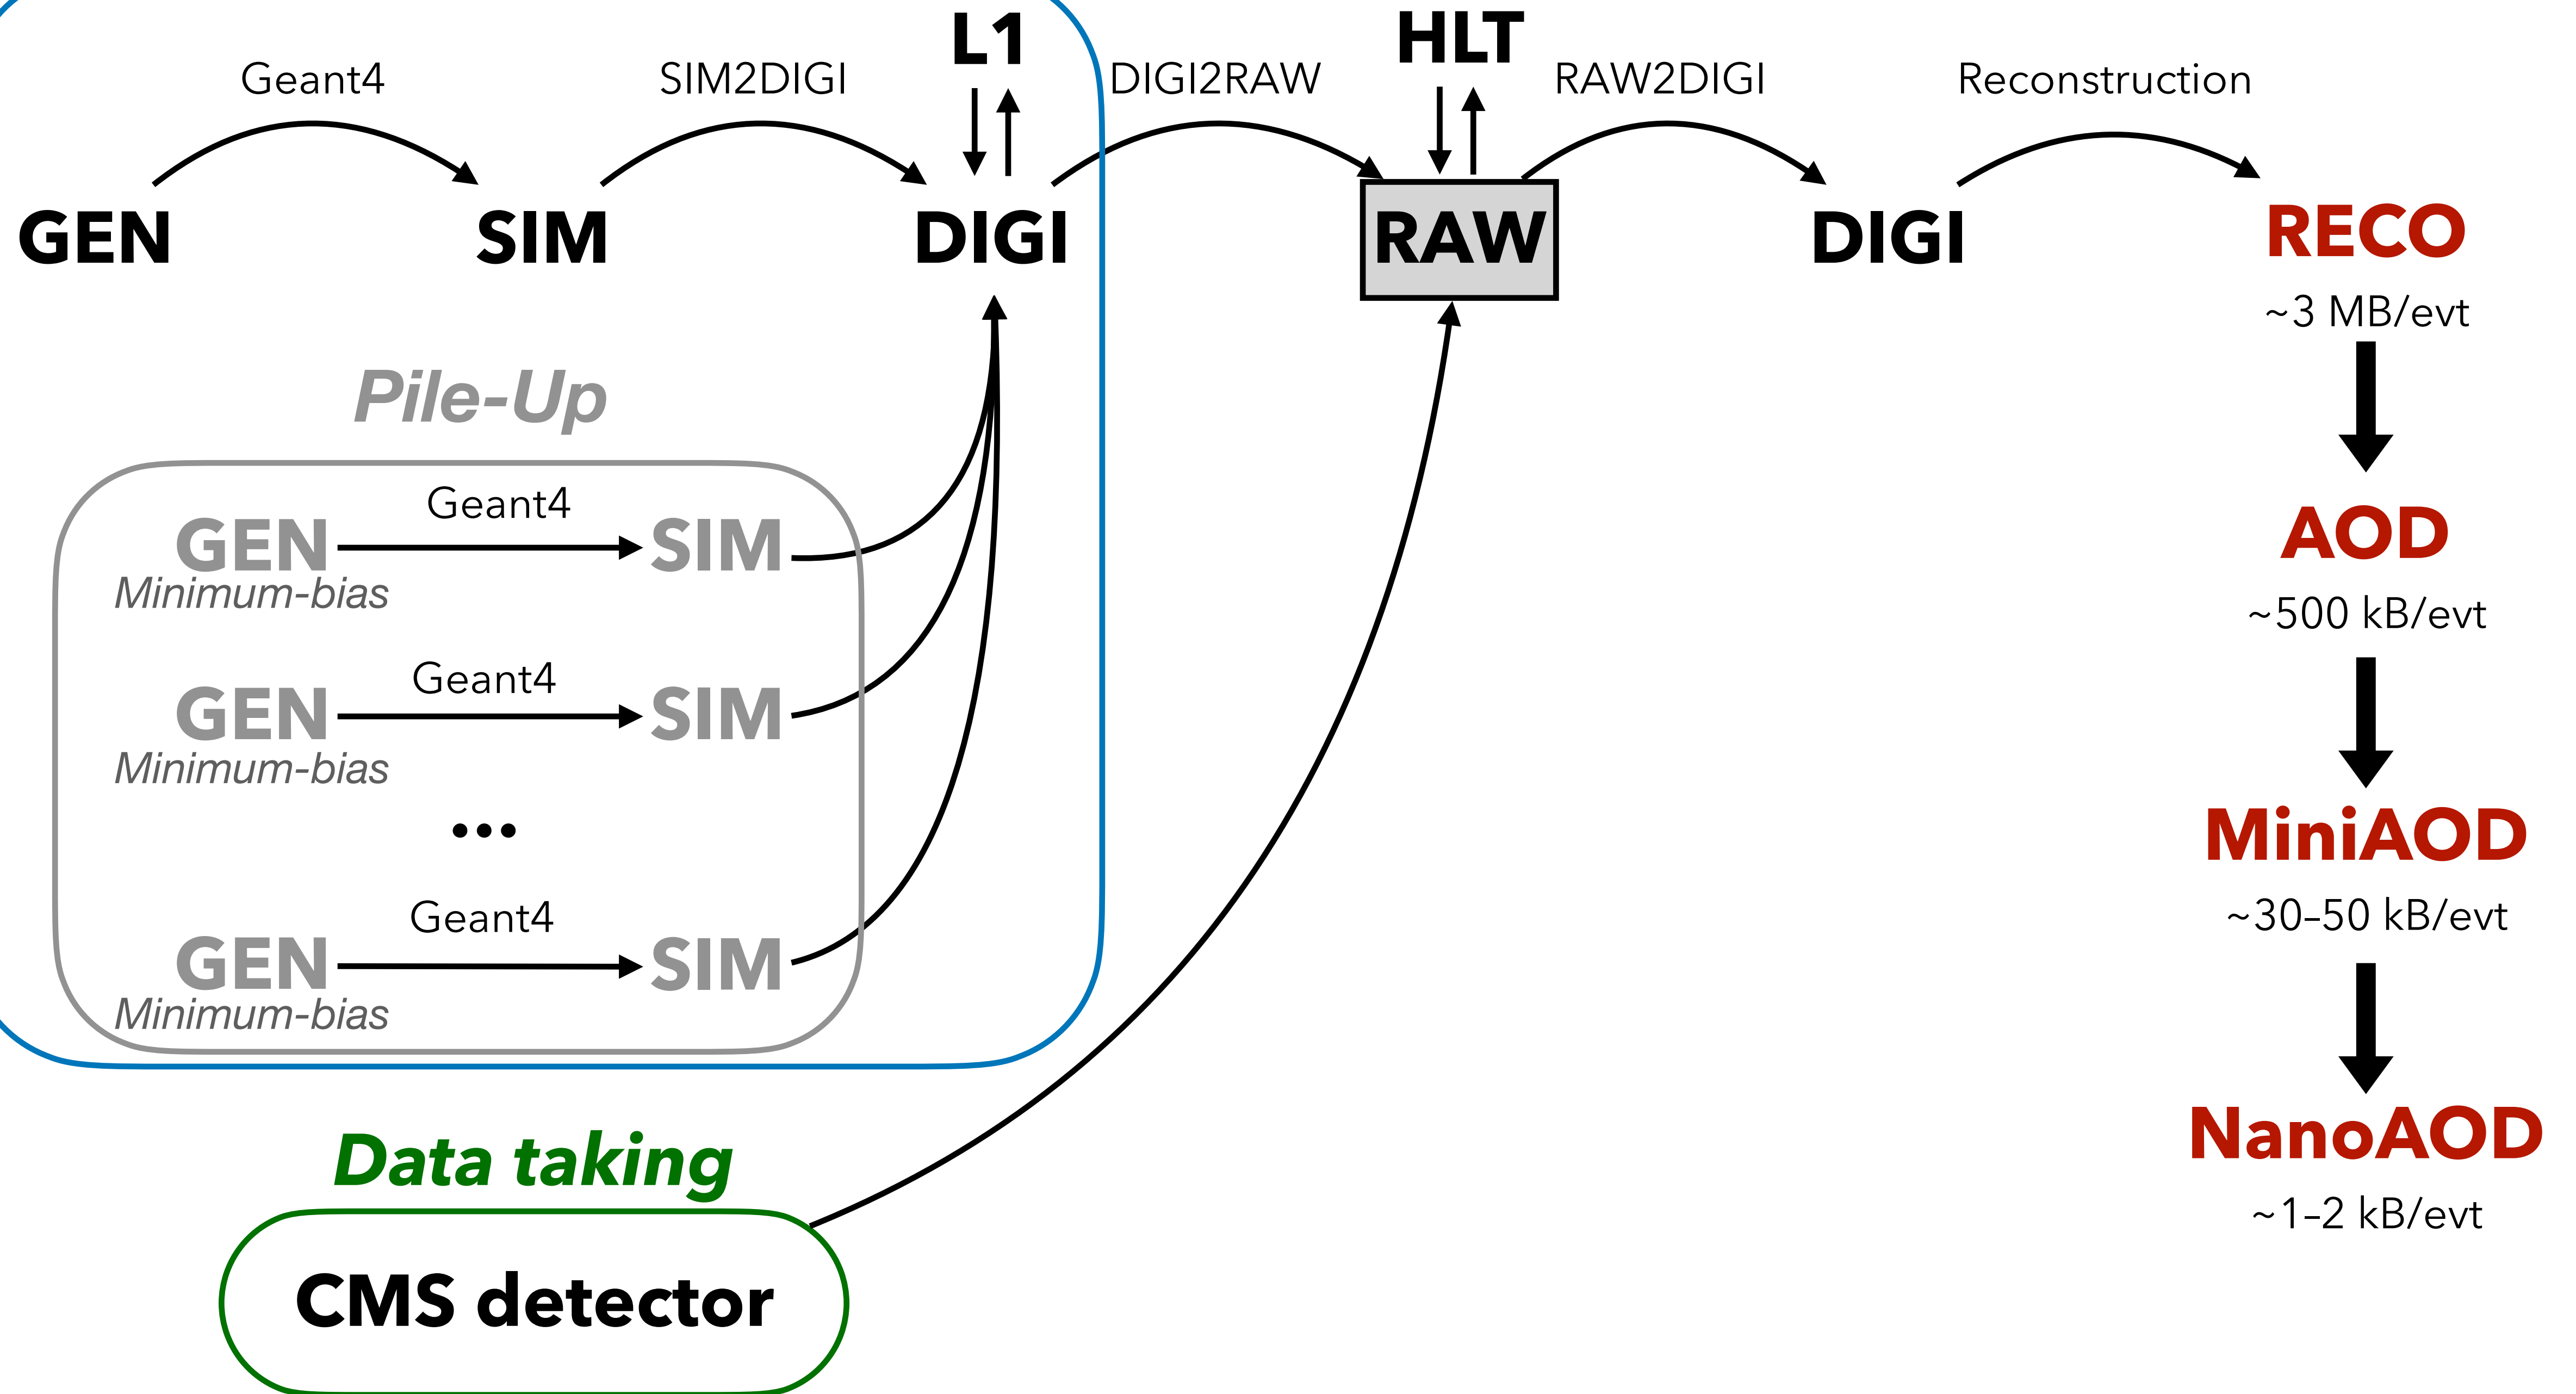 L1
HLT
Geant4
SIM2DIGI
DIGI2RAW
RAW2DIGI
Reconstruction
GEN
SIM
DIGI
RAW
DIGI
RECO
~3 MB/evt
Pile-Up
GEN
Geant4
SIM
Minimum-bias
GEN
Geant4
SIM
Minimum-bias
...
GEN
Geant4
SIM
Minimum-bias
AOD
~500 kB/evt
MiniAOD
~30–50 kB/evt
NanoAOD
~1–2 kB/evt
Data taking
CMS detector